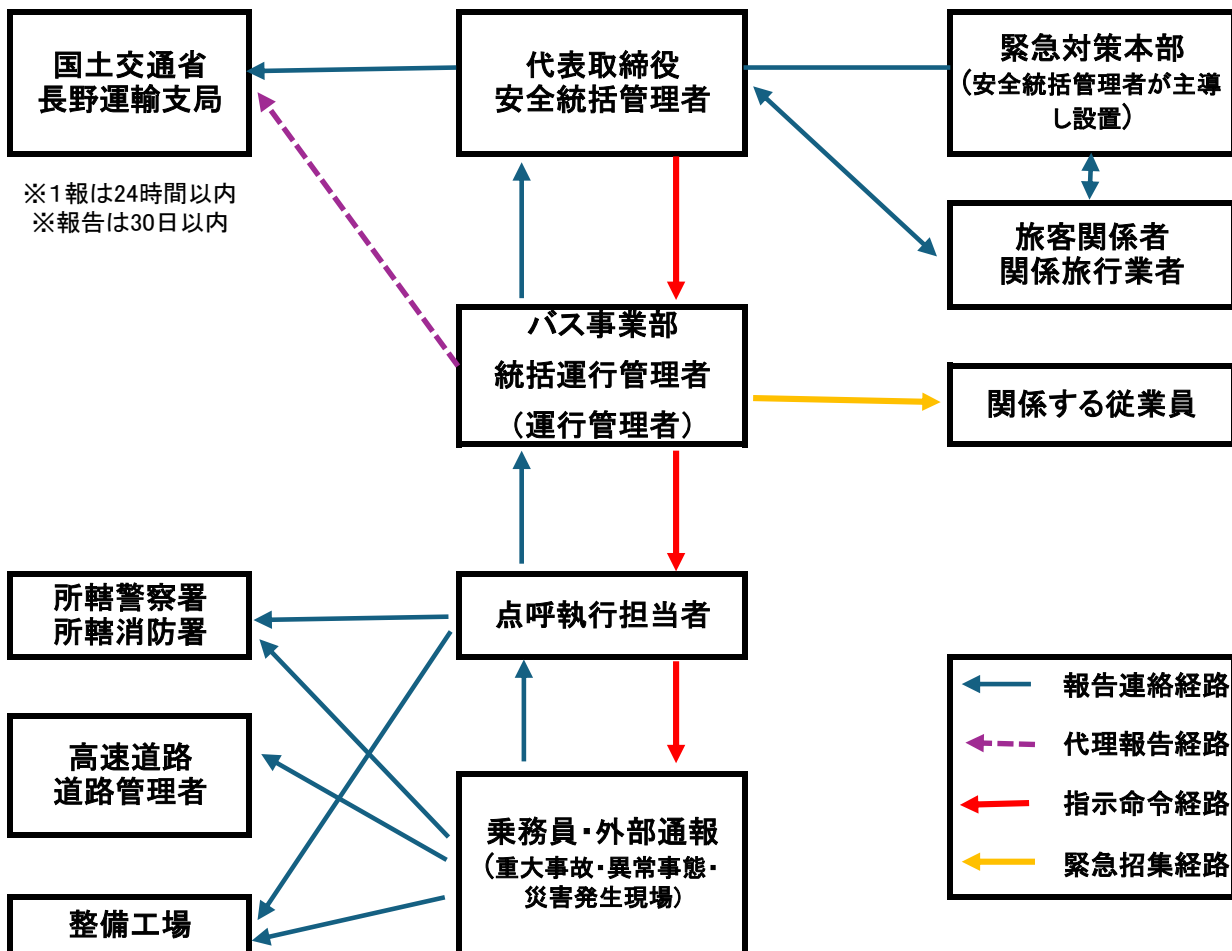 国土交通省
長野運輸支局
※１報は24時間以内
※報告は30日以内
代表取締役
安全統括管理者
緊急対策本部
（安全統括管理者が主導
し設置）
旅客関係者
関係旅行業者
バス事業部
統括運行管理者
（運行管理者）
関係する従業員
所轄警察署
所轄消防署
点呼執行担当者
高速道路
道路管理者
乗務員・外部通報
（重大事故・異常事態・
災害発生現場）
整備工場
報告連絡経路
代理報告経路
指示命令経路
緊急招集経路